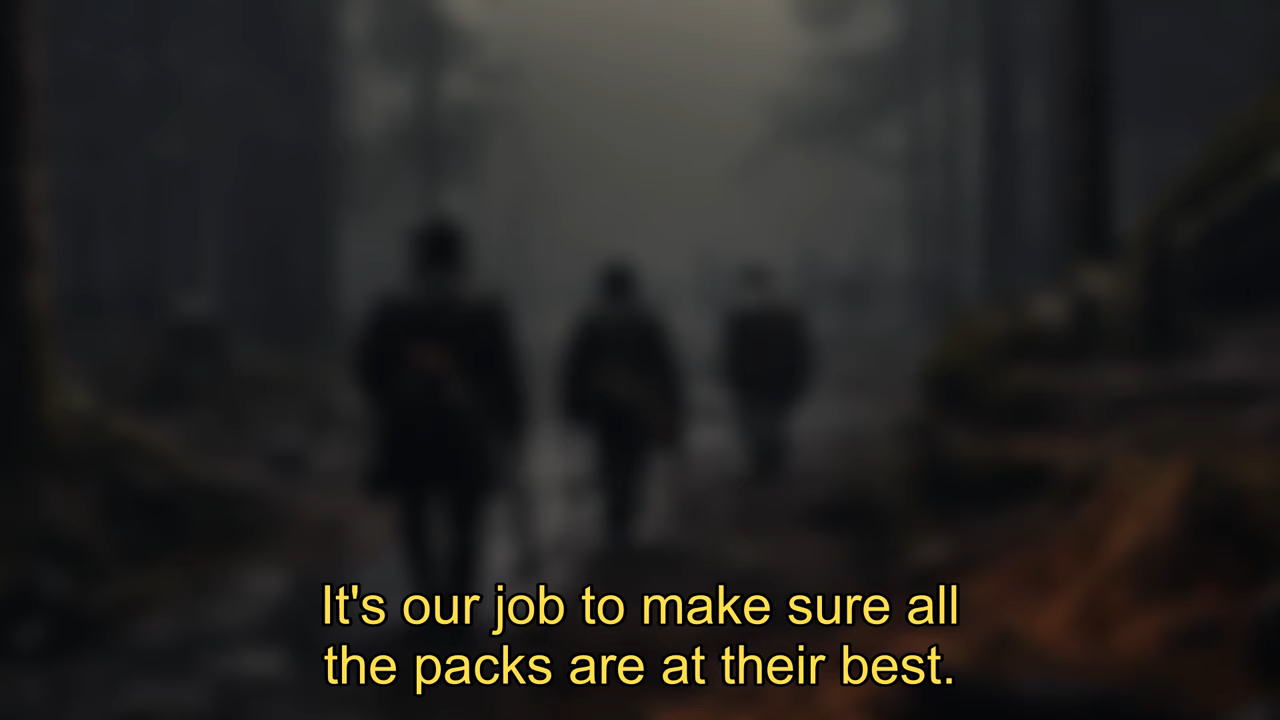 It's our job to make sure all
the packs are at their best.